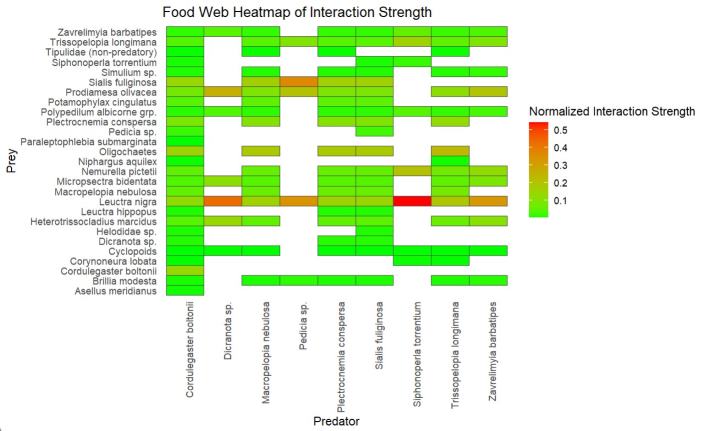 Food Web Heatmap of Interaction Strength
Prey
Zavrelimyia barbatipes
Trissopelopia longimana
Tipulidae (non-predatory)
Siphonoperla torrentium
Simulium sp.
Sialis fuliginosa
Prodiamesa olivacea
Potamophylax cingulatus
Polypedilum albicorne grp.
Plectrocnemia conspersa
Pedicia sp.
Paraleptophlebia submarginata
Oligochaetes
Niphargus aquilex
Nemurella pictetii
Micropsectra bidentata
Macropelopia nebulosa
Leuctra nigra
Leuctra hippopus
Heterotrissocladius marcidus
Helodidae sp.
Dicranota sp.
Cyclopoids
Corynoneura lobata
Cordulegaster boltonii
Brillia modesta
Asellus meridianus
Cordulegaster boltonii
Dicranota sp.
Macropelopia nebulosa
Pedicia sp.
Plectrocnemia conspersa
Sialis fuliginosa
Siphonoperla torrentium
Trissopelopia longimana
Zavrelimyia barbatipes
Predator
Normalized Interaction Strength
0.5
0.4
0.3
0.2
0.1